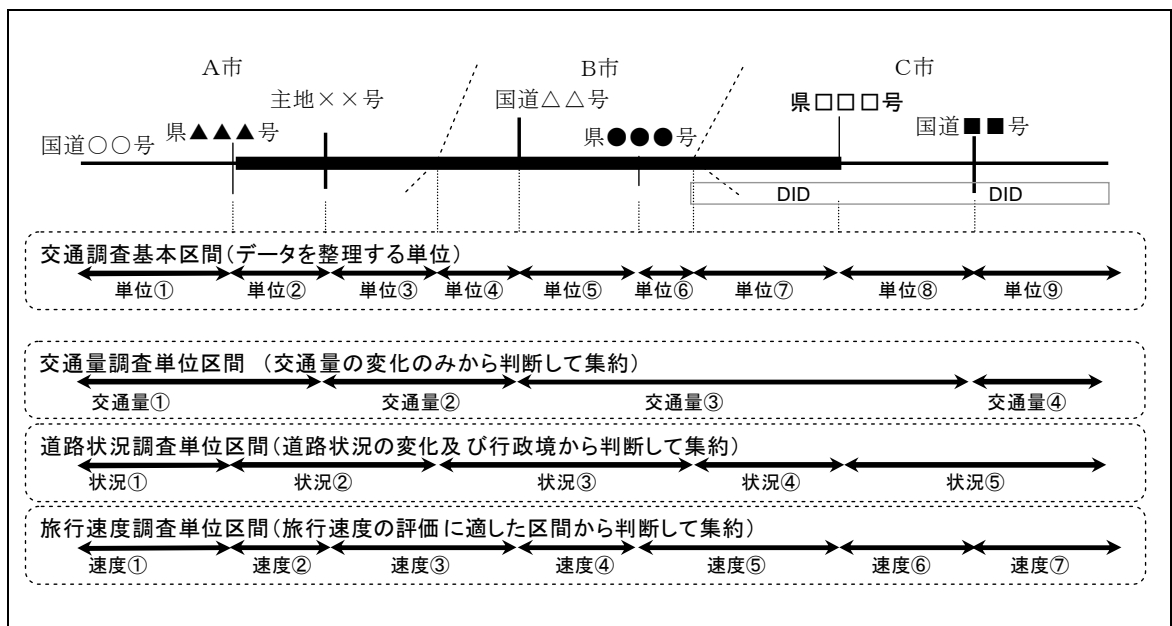 A市
B市
C市
主地××号
国道△△号
県□□□号
国道○○号
県▲▲▲号
県●●●号
国道■■号
DID
DID
交通調査基本区間(データを整理する単位)
単位①
単位②
単位③
単位④
単位⑤
単位⑥
単位⑦
単位⑧
単位⑨
交通量調査単位区間 (交通量の変化のみから判断して集約)
交通量①
交通量②
交通量③
交通量④
道路状況調査単位区間(道路状況の変化及び行政境から判断して集約)
状況①
状況②
状況③
状況④
状況⑤
旅行速度調査単位区間(旅行速度の評価に適した区間から判断して集約)
速度①
速度②
速度③
速度④
速度⑤
速度⑥
速度⑦